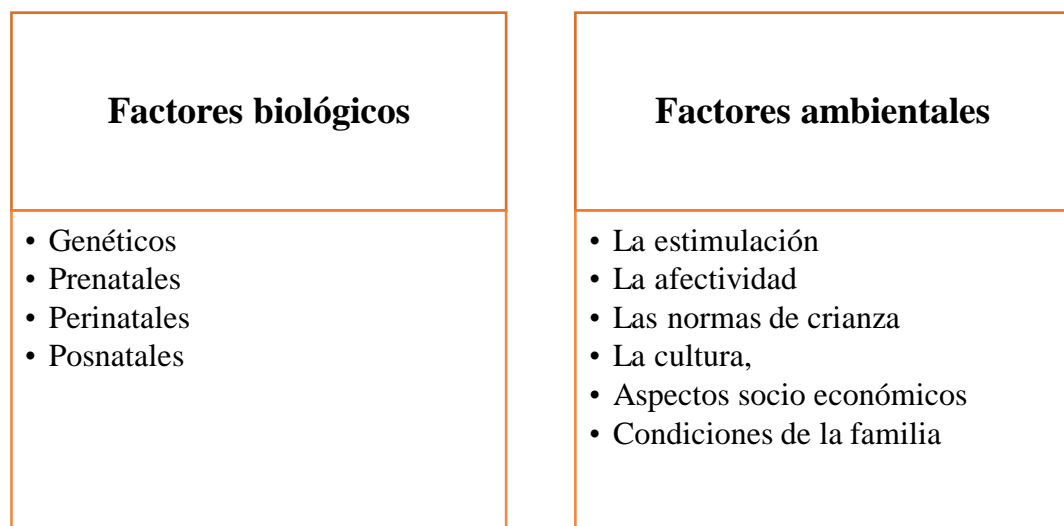 Factores biológicos
• Genéticos
• Prenatales
• Perinatales
• Posnatales
Factores ambientales
• La estimulación
• La afectividad
• Las normas de crianza
• La cultura,
• Aspectos socio económicos
• Condiciones de la familia